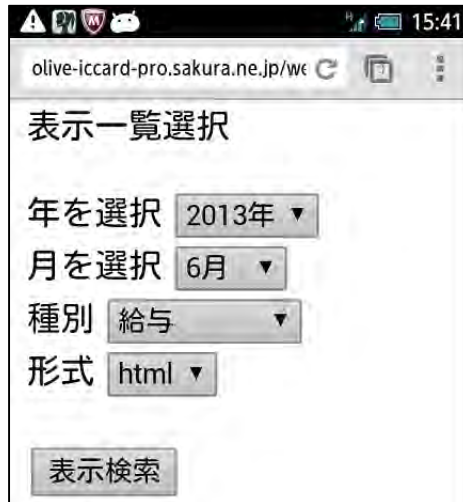 15:41
olive-iccard-pro.sakura.ne.jp/we
表示一覧選択
年を選択 2013年 ▼
月を選択 6月 ▼
種別 給与 ▼
形式 html ▼
表示検索